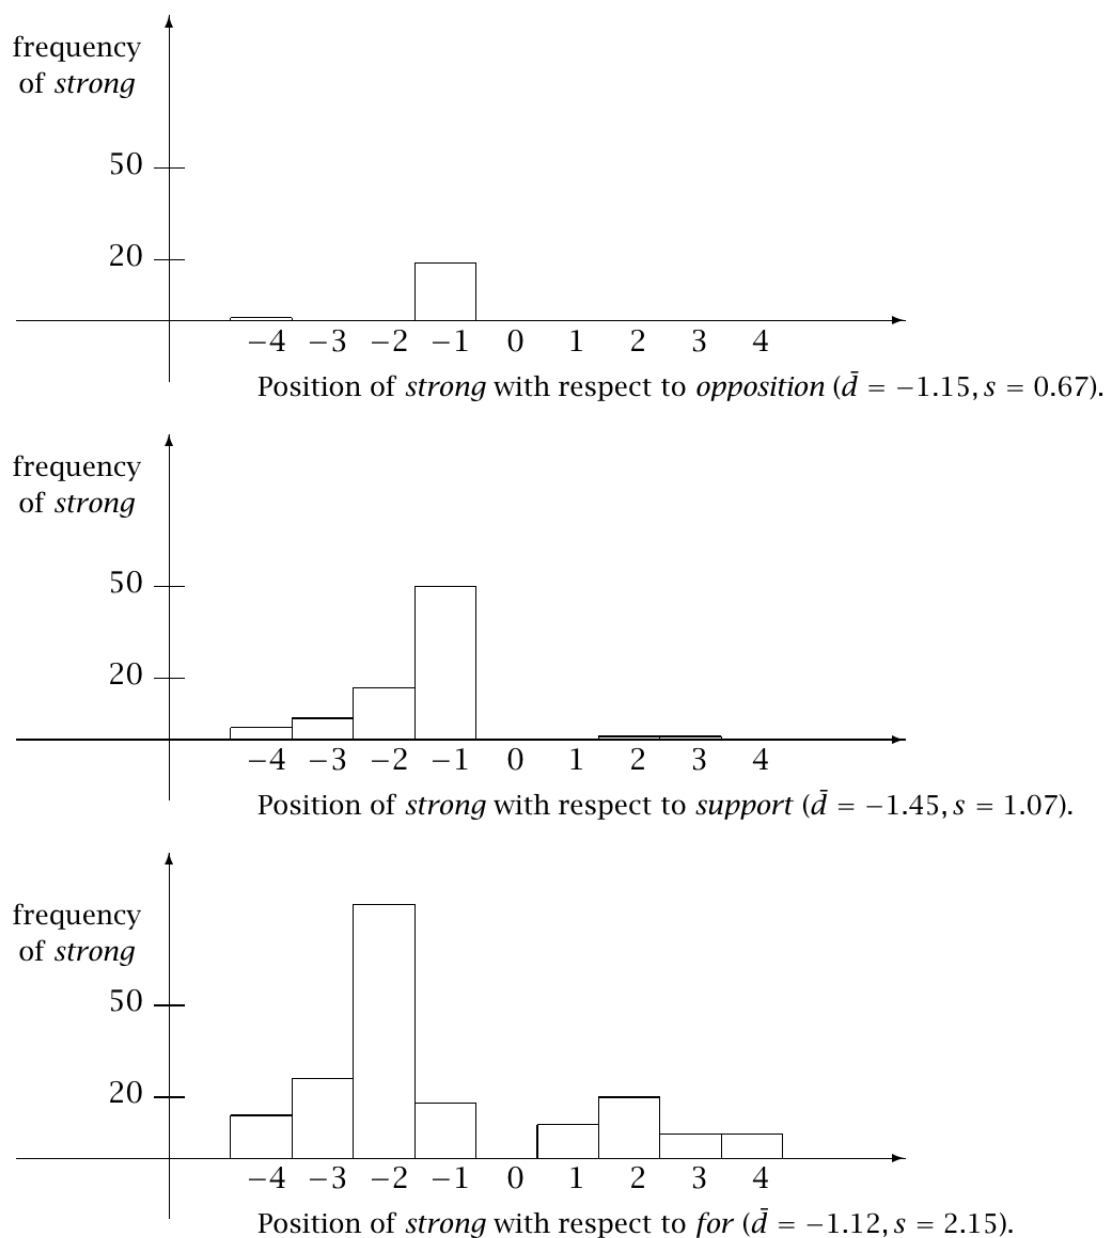 frequency
of strong
50
20
−4 −3 −2 −1 0 1 2 3 4
Position of strong with respect to opposition (d̄ = −1.15, s = 0.67).
frequency
of strong
50
20
−4 −3 −2 −1 0 1 2 3 4
Position of strong with respect to support (d̄ = −1.45, s = 1.07).
frequency
of strong
50
20
−4 −3 −2 −1 0 1 2 3 4
Position of strong with respect to for (d̄ = −1.12, s = 2.15).